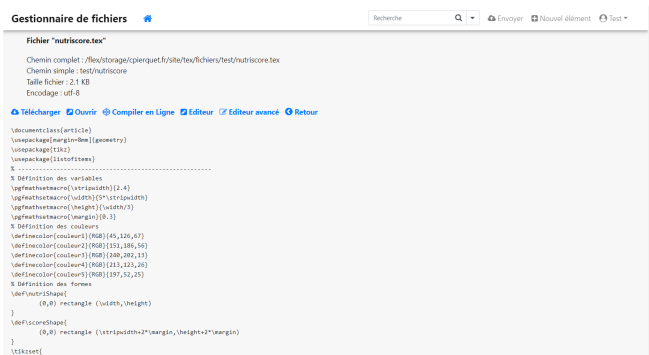 Gestionnaire de fichiers
Recherche
Envoyer
Nouvel élément
Test
Fichier "nutriscore.tex"
Chemin complet : /flex/storage/cpierquet.fr/site/tex/fichiers/test/nutriscore.tex
Chemin simple : test/nutriscore
Taille fichier : 2.1 KB
Encodage : utf-8
Télécharger Ouvrir Compiler en Ligne Editeur Editeur avancé Retour
\documentclass{article}
\usepackage[margin=8mm]{geometry}
\usepackage{tikz}
\usepackage{listofitems}
% ------------------------------------------------------
% Définition des variables
\pgfmathsetmacro{\stripwidth}{2.4}
\pgfmathsetmacro{\width}{5*\stripwidth}
\pgfmathsetmacro{\height}{\width/3}
\pgfmathsetmacro{\margin}{0.3}
% Définition des couleurs
\definecolor{couleur1}{RGB}{45,126,67}
\definecolor{couleur2}{RGB}{151,186,56}
\definecolor{couleur3}{RGB}{240,202,13}
\definecolor{couleur4}{RGB}{213,123,26}
\definecolor{couleur5}{RGB}{197,52,25}
% Définition des formes
\def\nutriShape{
(0,0) rectangle (\width,\height)
}
\def\scoreShape{
(0,0) rectangle (\stripwidth+2*\margin,\height+2*\margin)
}
\tikzset{